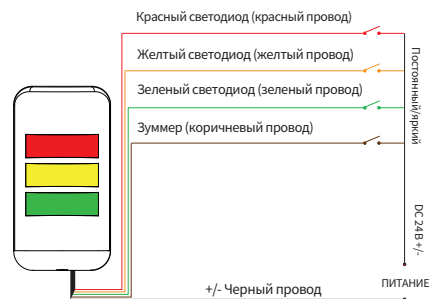 Красный светодиод (красный провод)
Желтый светодиод (желтый провод)
Зеленый светодиод (зеленый провод)
Зуммер (коричневый провод)
Постоянный/яркий
DC 24В +/-
ПИТАНИЕ
+/- Черный провод